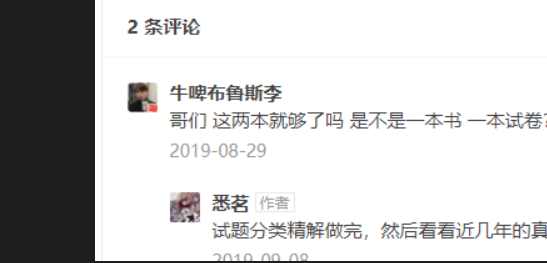 2 条评论
牛啤布鲁斯李
哥们 这两本就够了吗 是不是一本书 一本试卷?
2019-08-29
悉茗 作者
试题分类精解做完，然后看看近几年的真
2019-09-08